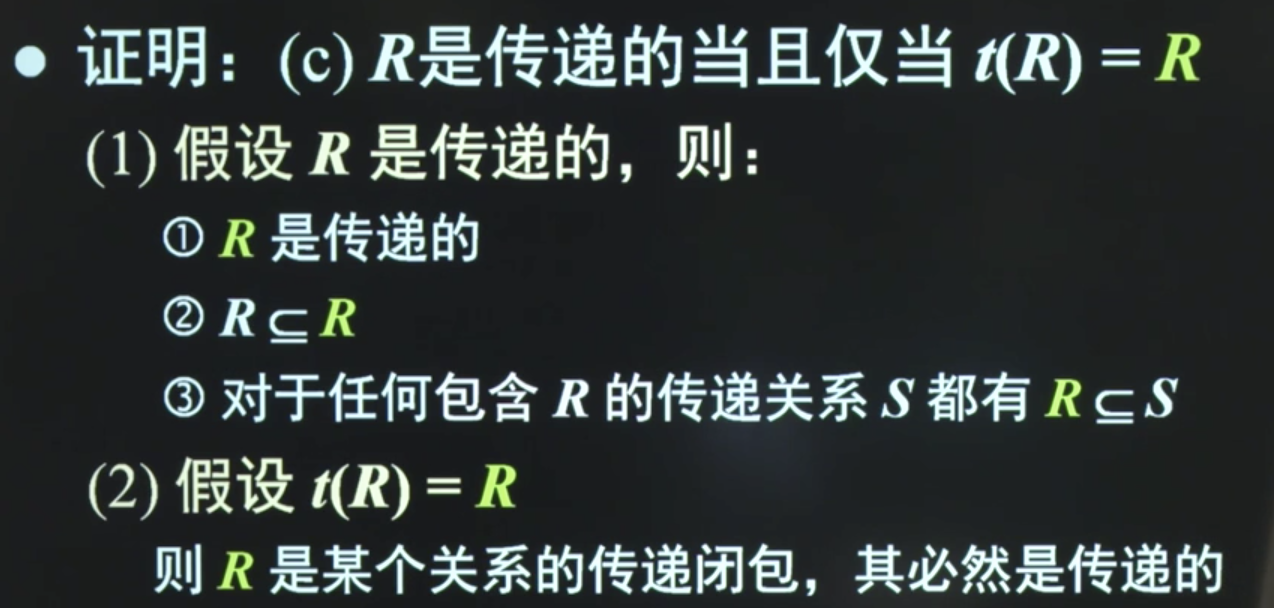 • 证明：(c) R是传递的当且仅当 t(R) = R
(1) 假设 R 是传递的，则：
① R 是传递的
② R ⊆ R
③ 对于任何包含 R 的传递关系 S 都有 R ⊆ S
(2) 假设 t(R) = R
则 R 是某个关系的传递闭包，其必然是传递的